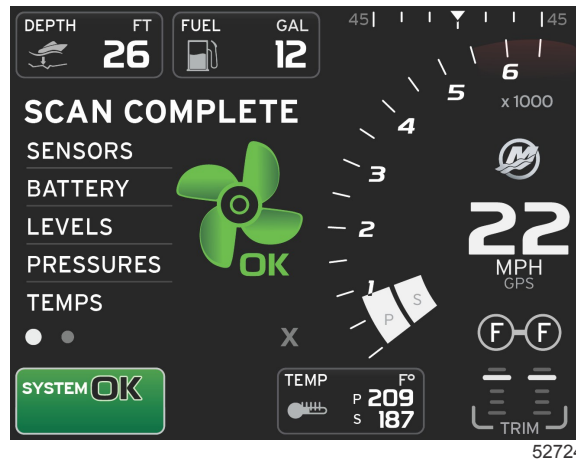 DEPTH FT
26
FUEL GAL
12
45 45
SCAN COMPLETE
SENSORS
BATTERY
LEVELS
PRESSURES
TEMPS
OK
X
SYSTEM OK
6
5
4
3
2
1
x 1000
P S
22
MPH
GPS
F F
TEMP F°
P 209
S 187
TRIM
52724